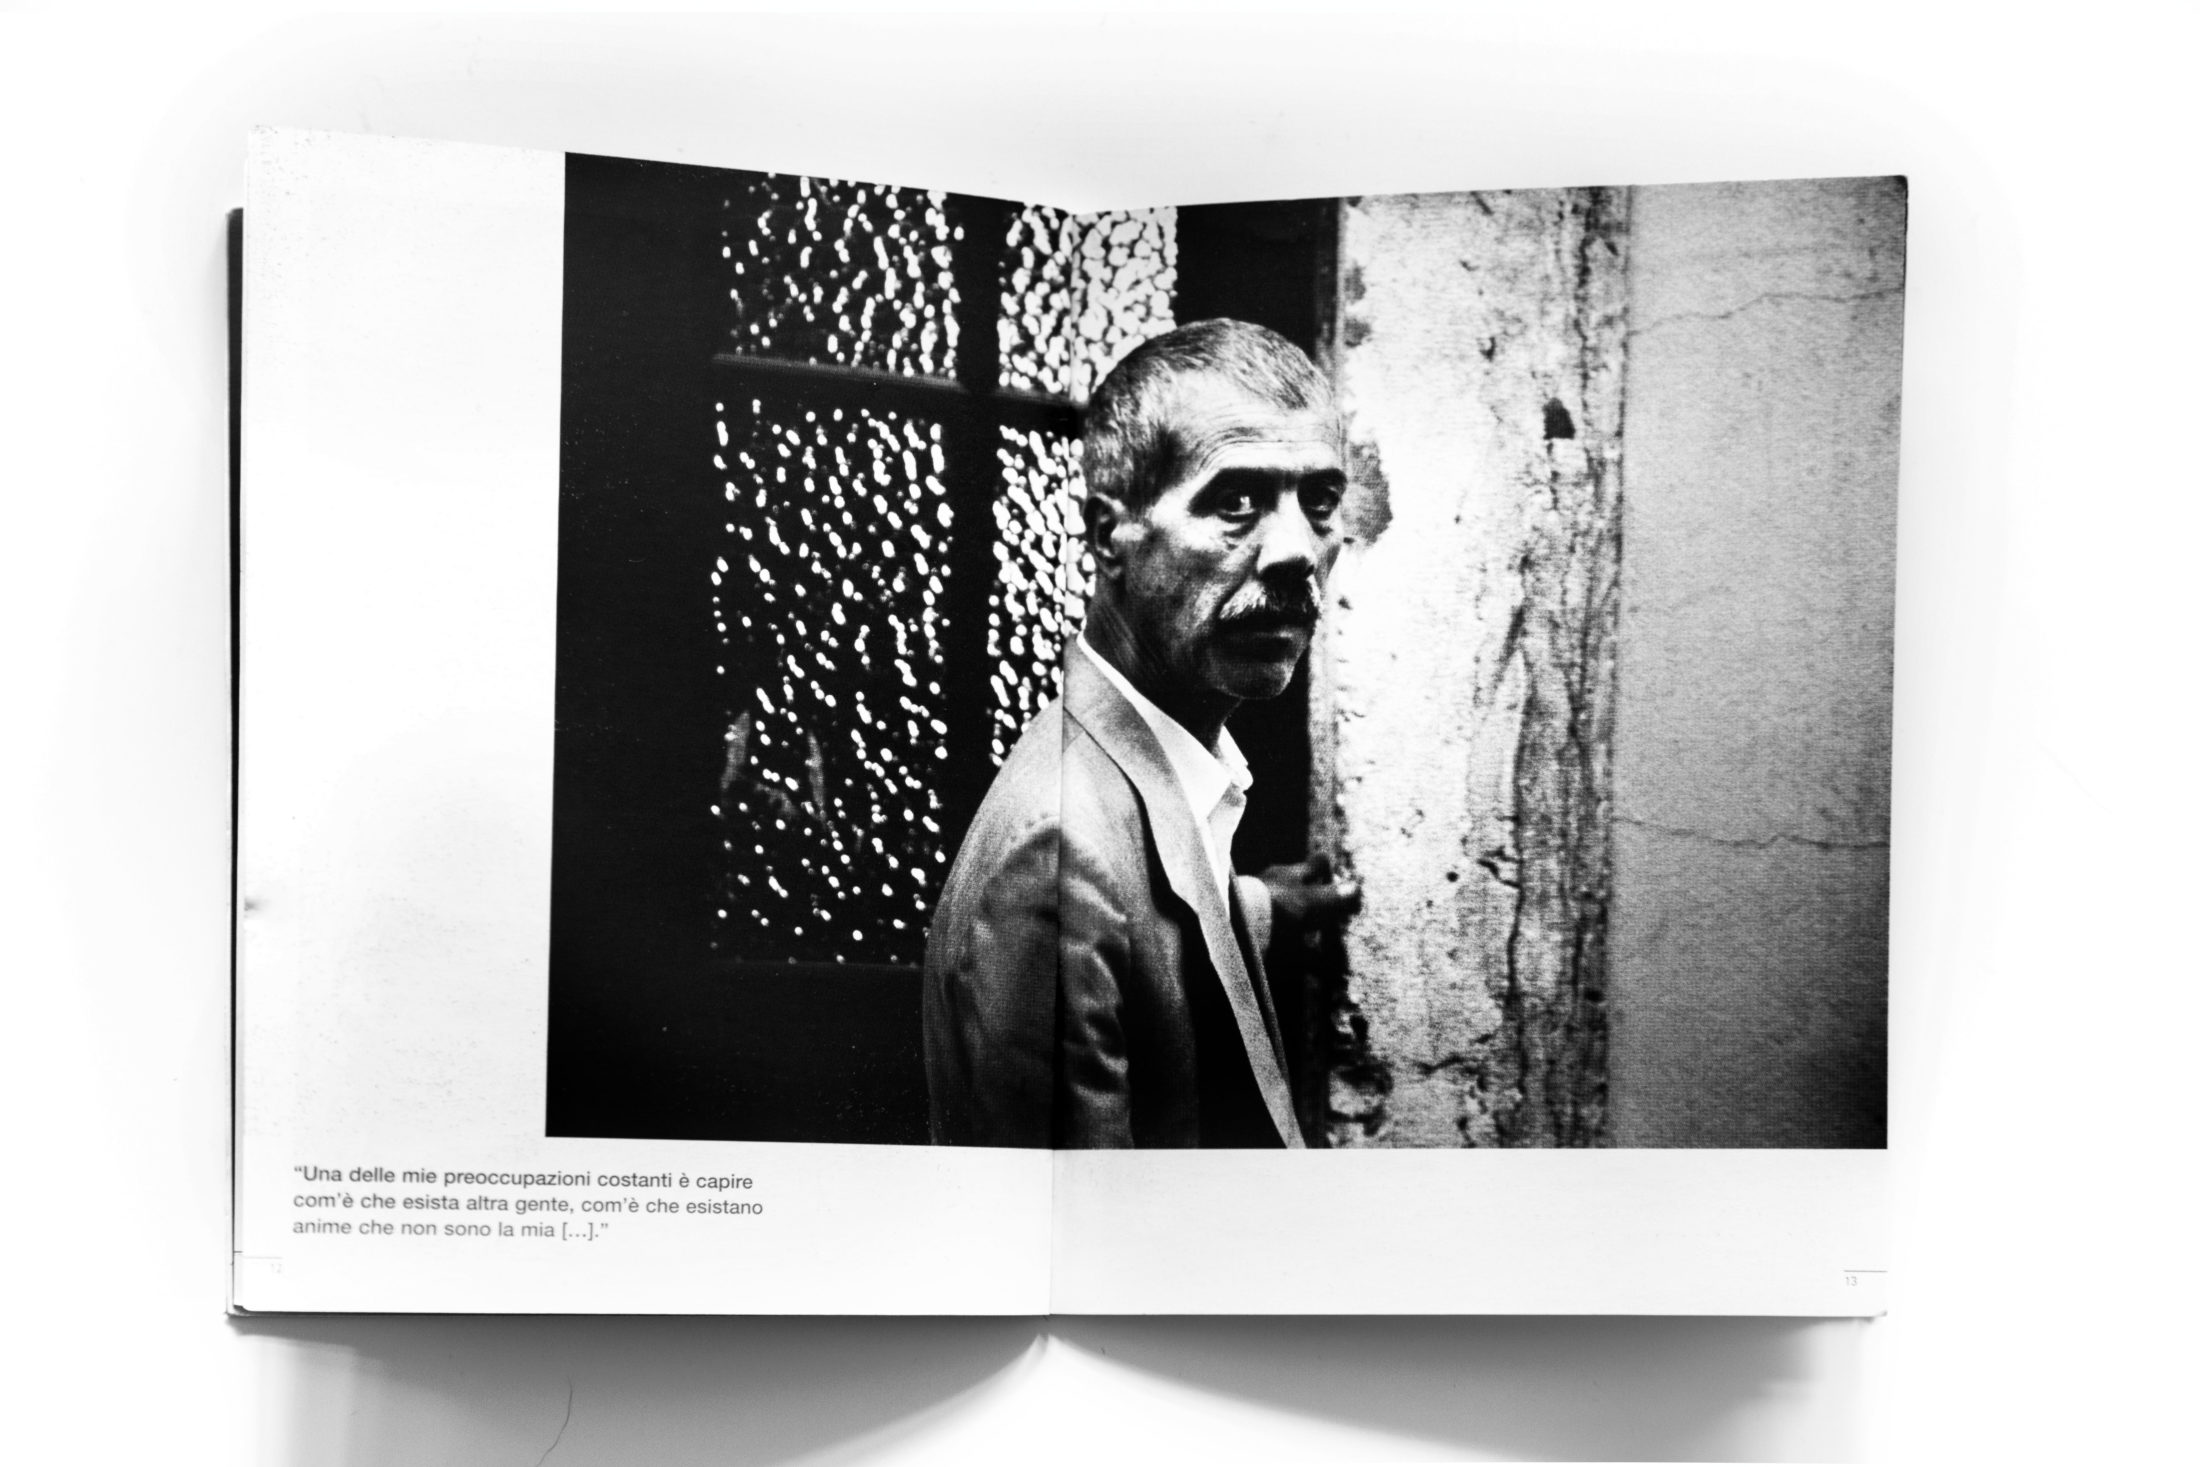 “Una delle mie preoccupazioni costanti è capire
com’è che esista altra gente, com’è che esistano
anime che non sono la mia [...].”
12
13